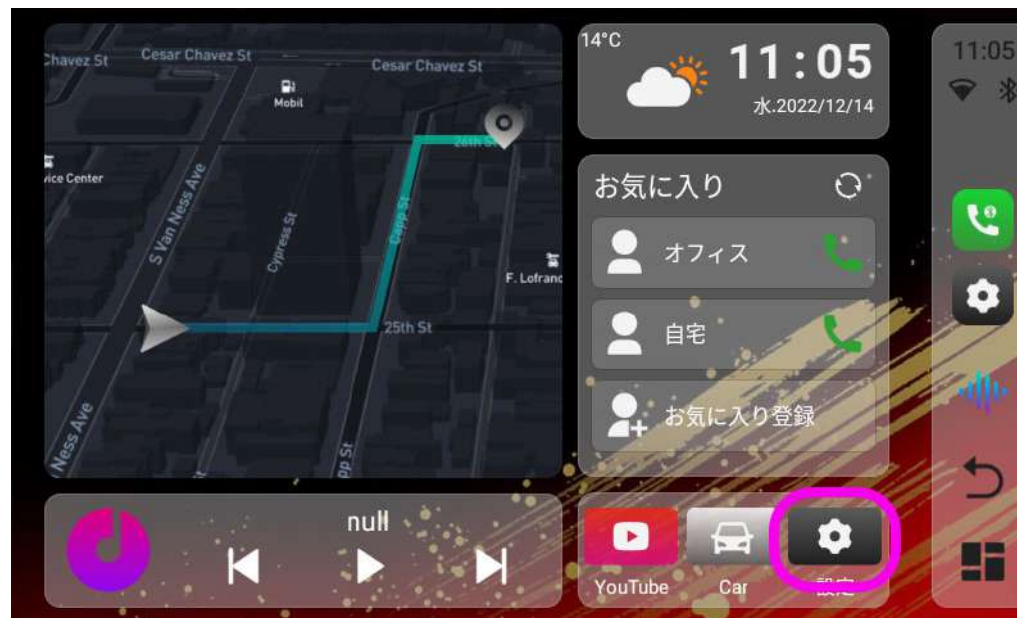 Chavez St
Cesar Chavez St
Cesar Chavez St
Mobil
26th St
vice Center
S Van Ness Ave
Cypress St
Capp St
F. Lofranc
25th St
Ness Ave
pp St
14°C
11:05
水.2022/12/14
お気に入り
オフィス
自宅
お気に入り登録
null
YouTube
Car
設定
11:05